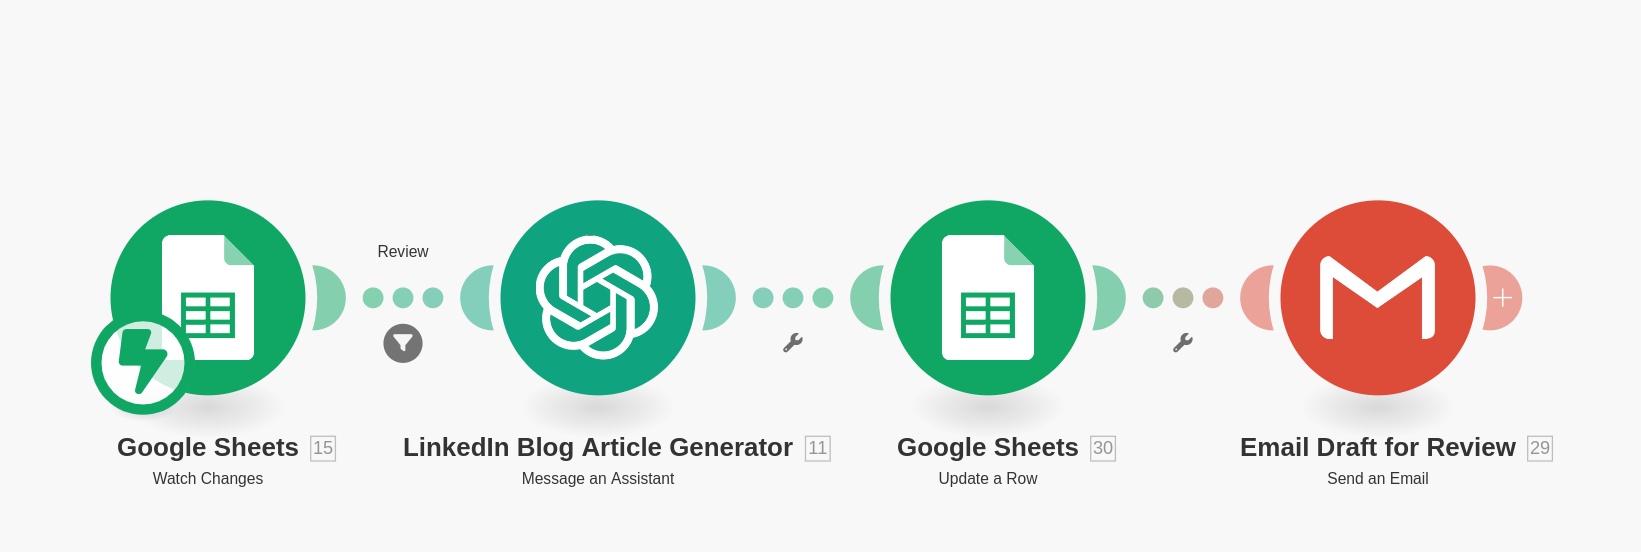 Review
Google Sheets 15
Watch Changes
LinkedIn Blog Article Generator 11
Message an Assistant
Google Sheets 30
Update a Row
Email Draft for Review 29
Send an Email